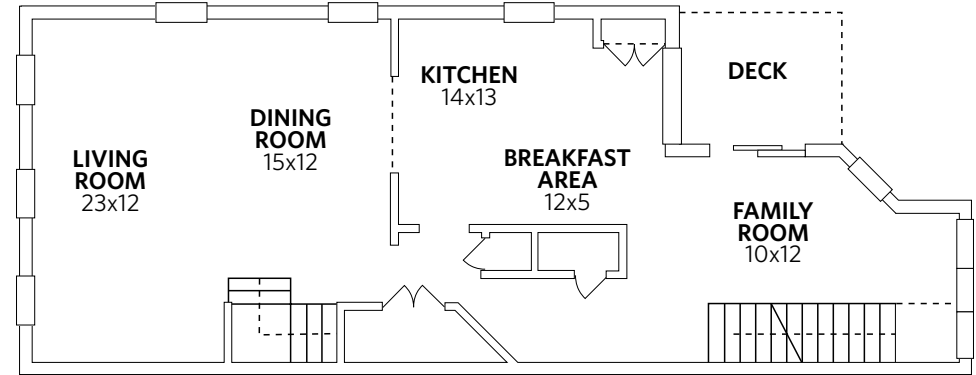 LIVING
ROOM
23x12
DINING
ROOM
15x12
KITCHEN
14x13
BREAKFAST
AREA
12x5
DECK
FAMILY
ROOM
10x12